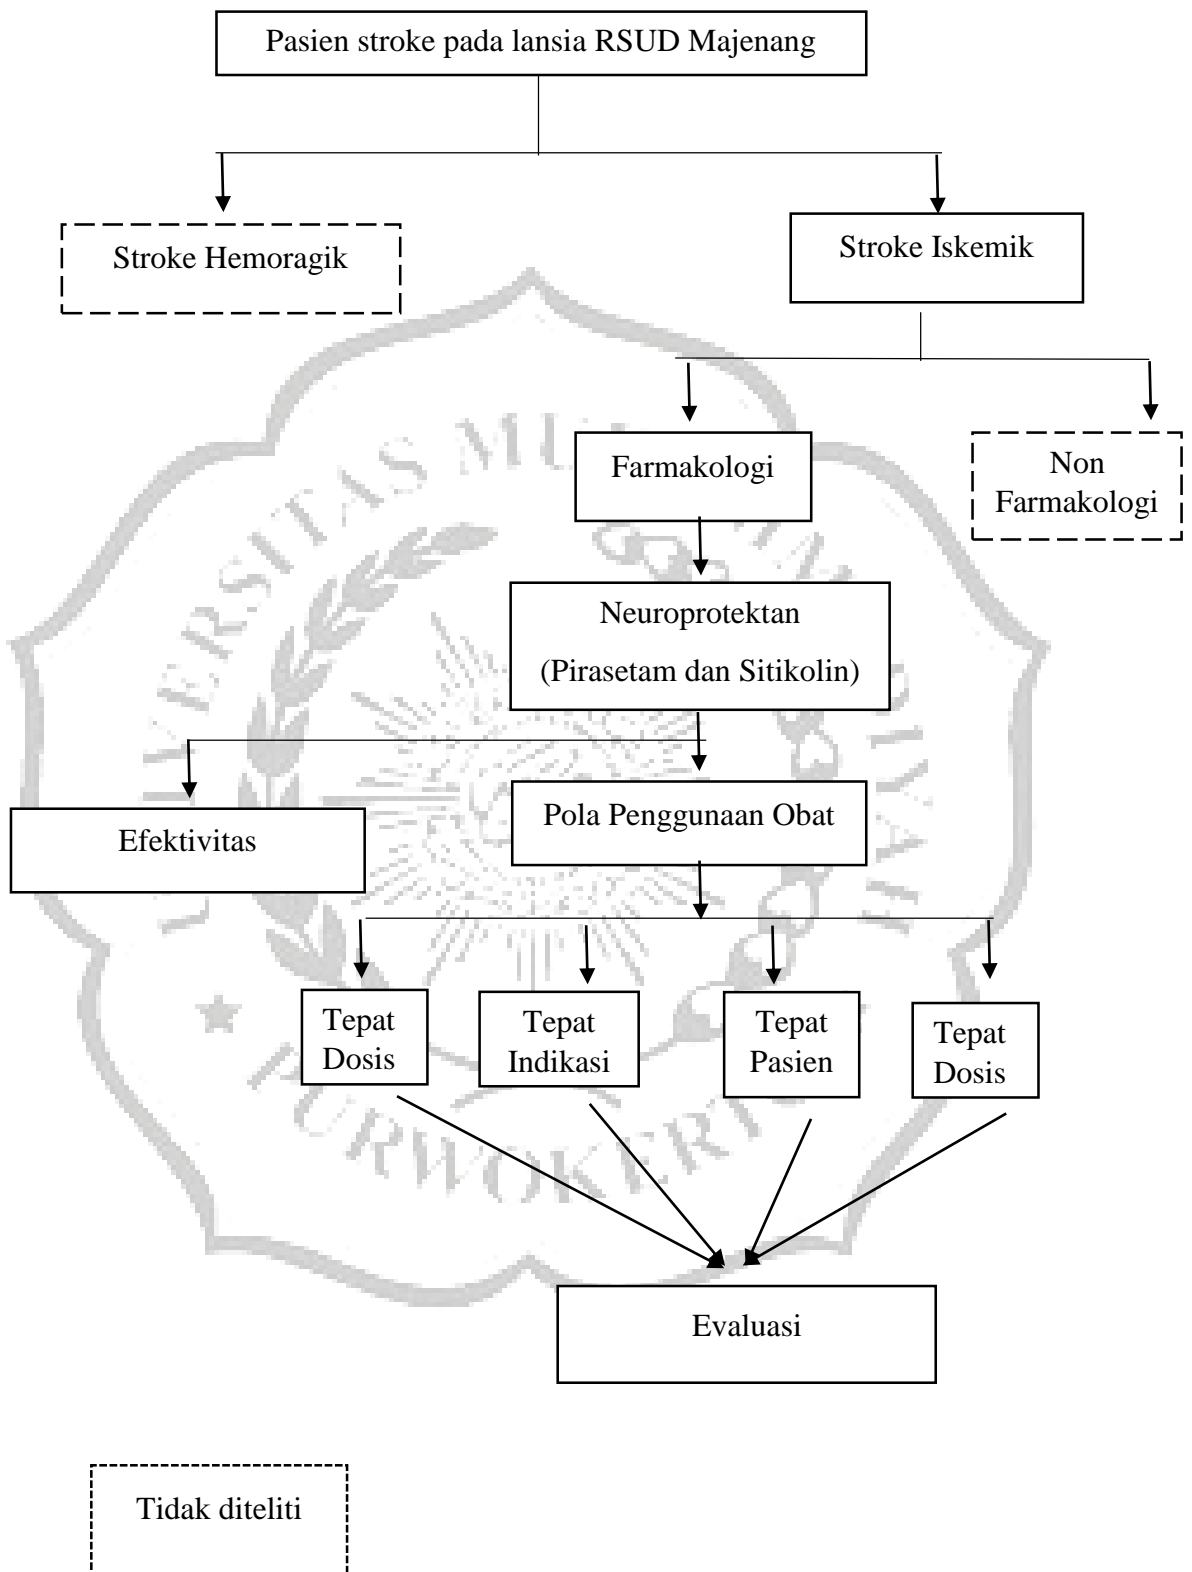 Pasien stroke pada lansia RSUD Majenang
Stroke Hemoragik
Stroke Iskemik
Farmakologi
Non
Farmakologi
Neuroprotektan
(Pirasetam dan Sitikolin)
Efektivitas
Pola Penggunaan Obat
Tepat
Dosis
Tepat
Indikasi
Tepat
Pasien
Tepat
Dosis
Evaluasi
Tidak diteliti
PURWOKERTO